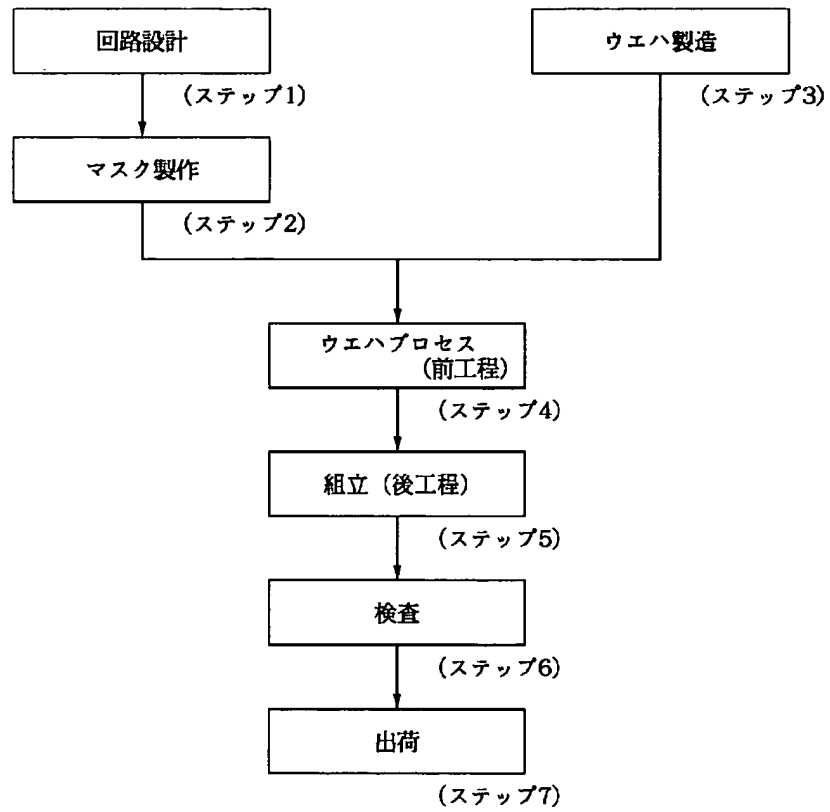 回路設計
(ステップ1)
マスク製作
(ステップ2)
ウエハ製造
(ステップ3)
ウエハプロセス
(前工程)
(ステップ4)
組立(後工程)
(ステップ5)
検査
(ステップ6)
出荷
(ステップ7)